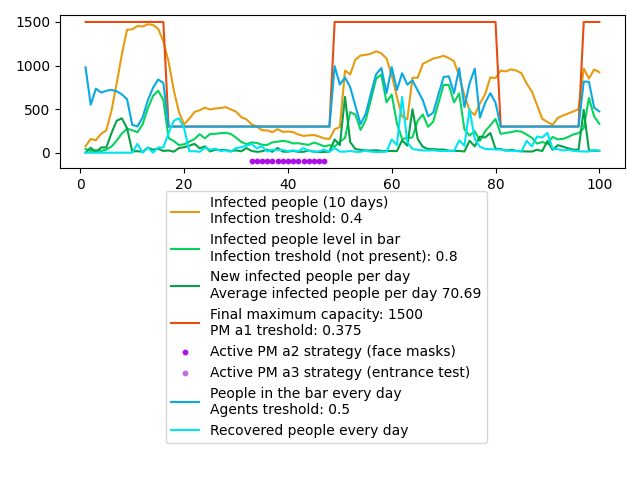 1500
1000
500
0
0 20 40 60 80 100
Infected people (10 days)
Infection treshold: 0.4
Infected people level in bar
Infection treshold (not present): 0.8
New infected people per day
Average infected people per day 70.69
Final maximum capacity: 1500
PM a1 treshold: 0.375
Active PM a2 strategy (face masks)
Active PM a3 strategy (entrance test)
People in the bar every day
Agents treshold: 0.5
Recovered people every day